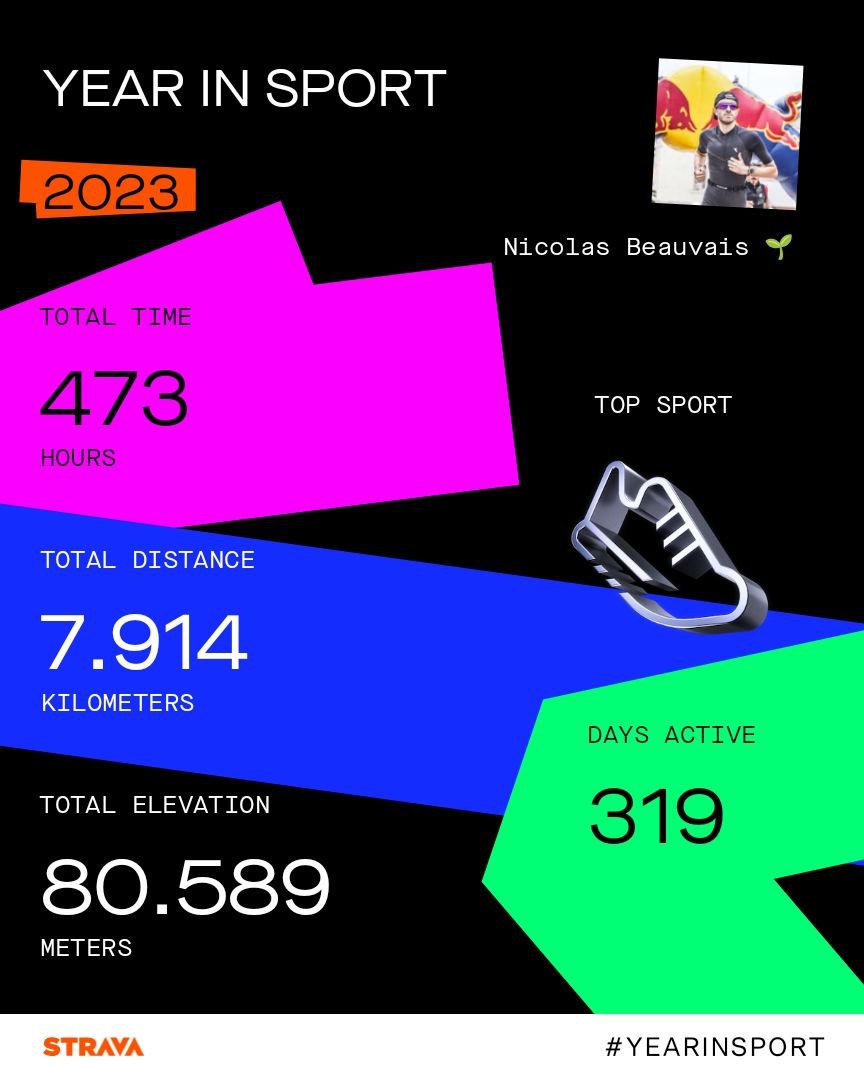 YEAR IN SPORT
2023
Nicolas Beauvais 🌱
TOTAL TIME
473
HOURS
TOP SPORT
TOTAL DISTANCE
7.914
KILOMETERS
DAYS ACTIVE
319
TOTAL ELEVATION
80.589
METERS
STRAVA
#YEARINSPORT